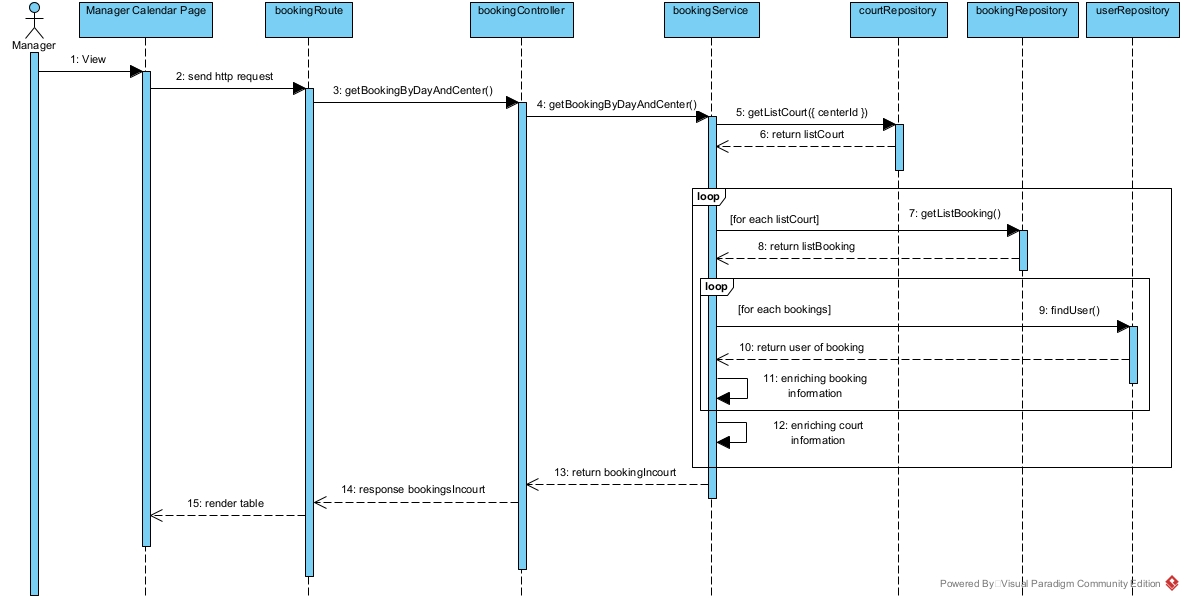 Manager
Manager Calendar Page
bookingRoute
bookingController
bookingService
courtRepository
bookingRepository
userRepository
1: View
2: send http request
3: getBookingByDayAndCenter()
4: getBookingByDayAndCenter()
5: getListCourt({ centerId })
6: return listCourt
loop
[for each listCourt]
7: getListBooking()
8: return listBooking
loop
[for each bookings]
9: findUser()
10: return user of booking
11: enriching booking
information
12: enriching court
information
13: return bookingIncourt
14: response bookingsIncourt
15: render table
Powered By Visual Paradigm Community Edition